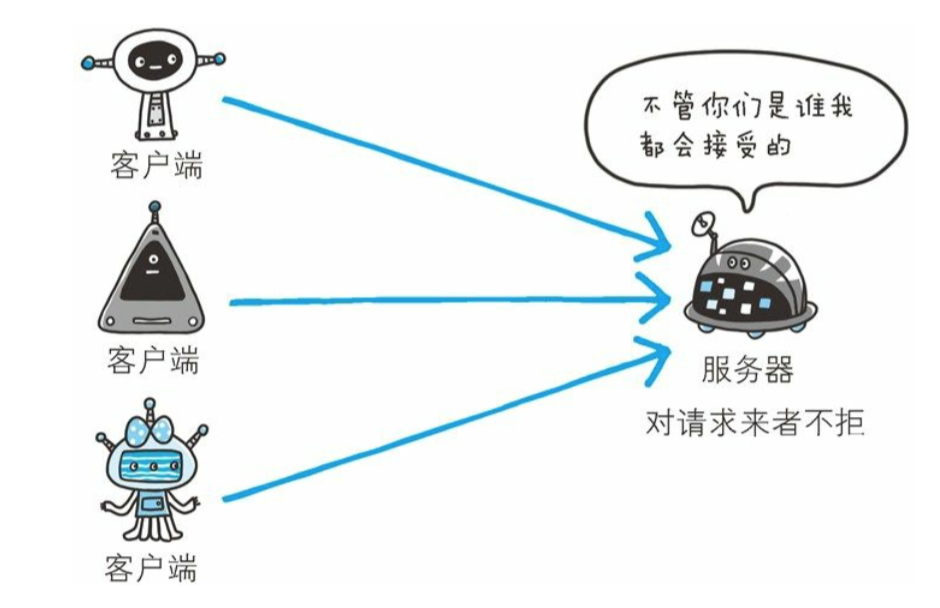 客户端
不管你们是谁我
都会接受的
客户端
客户端
服务器
对请求来者不拒